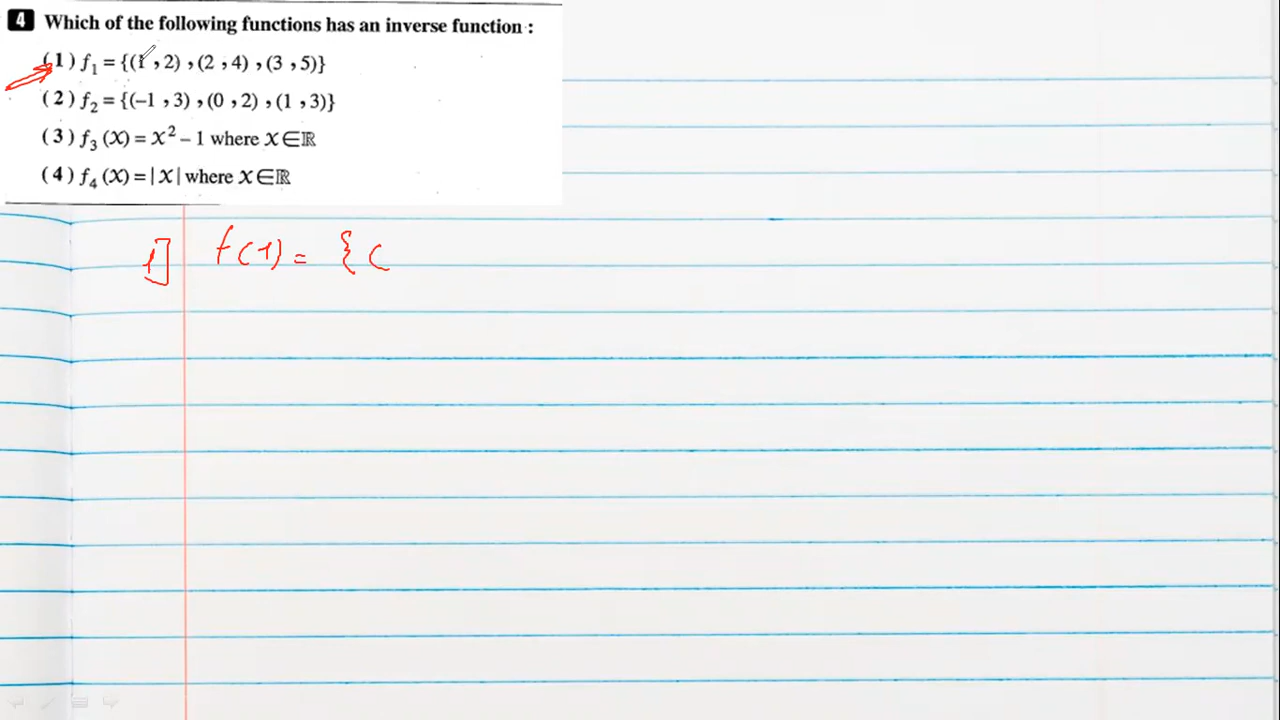 4 Which of the following functions has an inverse function :
(1) f₁ = {(1 , 2) , (2 , 4) , (3 , 5)}
(2) f₂ = {(–1 , 3) , (0 , 2) , (1 , 3)}
(3) f₃ (X) = X² – 1 where X ∈ ℝ
(4) f₄ (X) = | X | where X ∈ ℝ
1] f(1) = { (